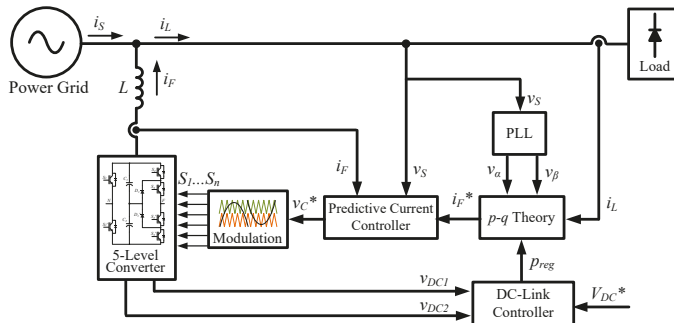 i_S
i_L
Power Grid
L
i_F
Load
v_S
PLL
v_α
v_β
i_F
v_S
S_1...S_n
v_C*
i_F*
i_L
Modulation
Predictive Current
Controller
p-q Theory
5-Level
Converter
p_reg
v_DC1
v_DC2
DC-Link
Controller
V_DC*